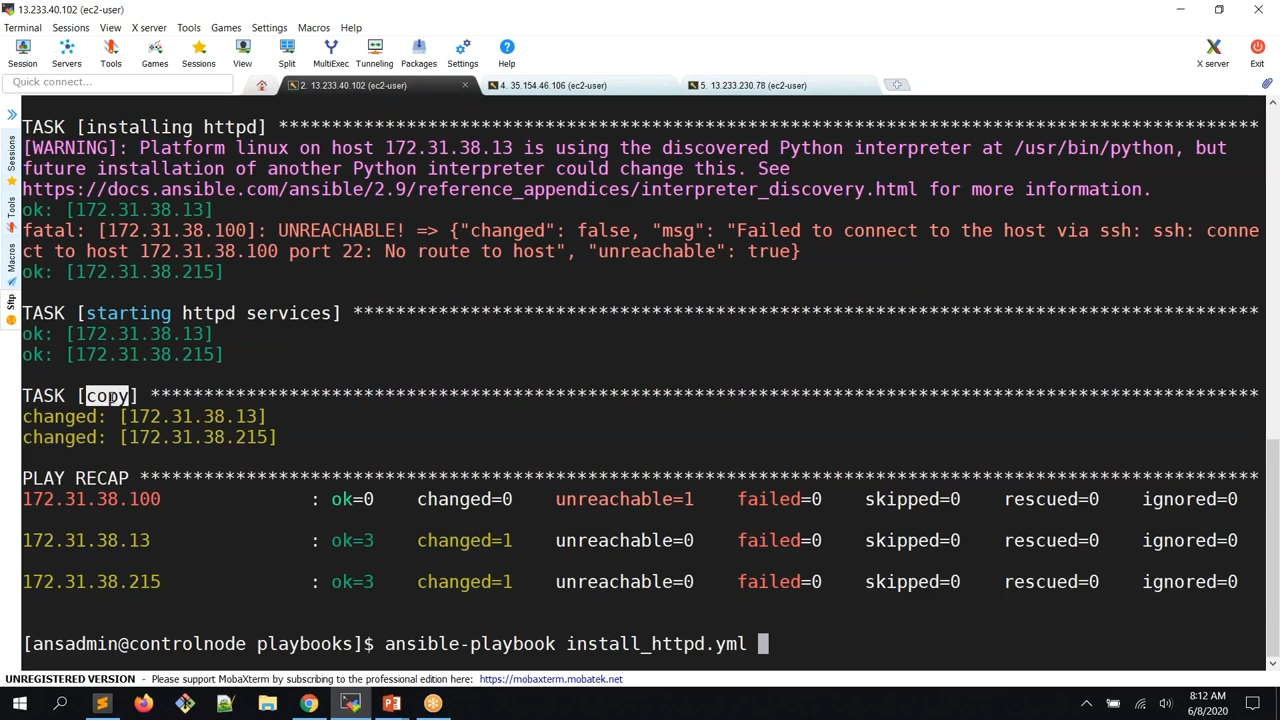 13.233.40.102 (ec2-user)
Terminal Sessions View X server Tools Games Settings Macros Help
Session Servers Tools Games Sessions View Split MultiExec Tunneling Packages Settings Help X server Exit
Quick connect... 2. 13.233.40.102 (ec2-user) 4. 35.154.46.106 (ec2-user) 5. 13.233.230.78 (ec2-user)
Sessions
Tools
Macros
Sftp
TASK [installing httpd] ********************************************************************************************
[WARNING]: Platform linux on host 172.31.38.13 is using the discovered Python interpreter at /usr/bin/python, but
future installation of another Python interpreter could change this. See
https://docs.ansible.com/ansible/2.9/reference_appendices/interpreter_discovery.html for more information.
ok: [172.31.38.13]
fatal: [172.31.38.100]: UNREACHABLE! => {"changed": false, "msg": "Failed to connect to the host via ssh: ssh: conne
ct to host 172.31.38.100 port 22: No route to host", "unreachable": true}
ok: [172.31.38.215]
TASK [starting httpd services] *************************************************************************************
ok: [172.31.38.13]
ok: [172.31.38.215]
TASK [copy] ********************************************************************************************************
changed: [172.31.38.13]
changed: [172.31.38.215]
PLAY RECAP *********************************************************************************************************
172.31.38.100 : ok=0 changed=0 unreachable=1 failed=0 skipped=0 rescued=0 ignored=0
172.31.38.13 : ok=3 changed=1 unreachable=0 failed=0 skipped=0 rescued=0 ignored=0
172.31.38.215 : ok=3 changed=1 unreachable=0 failed=0 skipped=0 rescued=0 ignored=0
[ansadmin@controlnode playbooks]$ ansible-playbook install_httpd.yml
UNREGISTERED VERSION - Please support MobaXterm by subscribing to the professional edition here: https://mobaxterm.mobatek.net
8:12 AM
6/8/2020